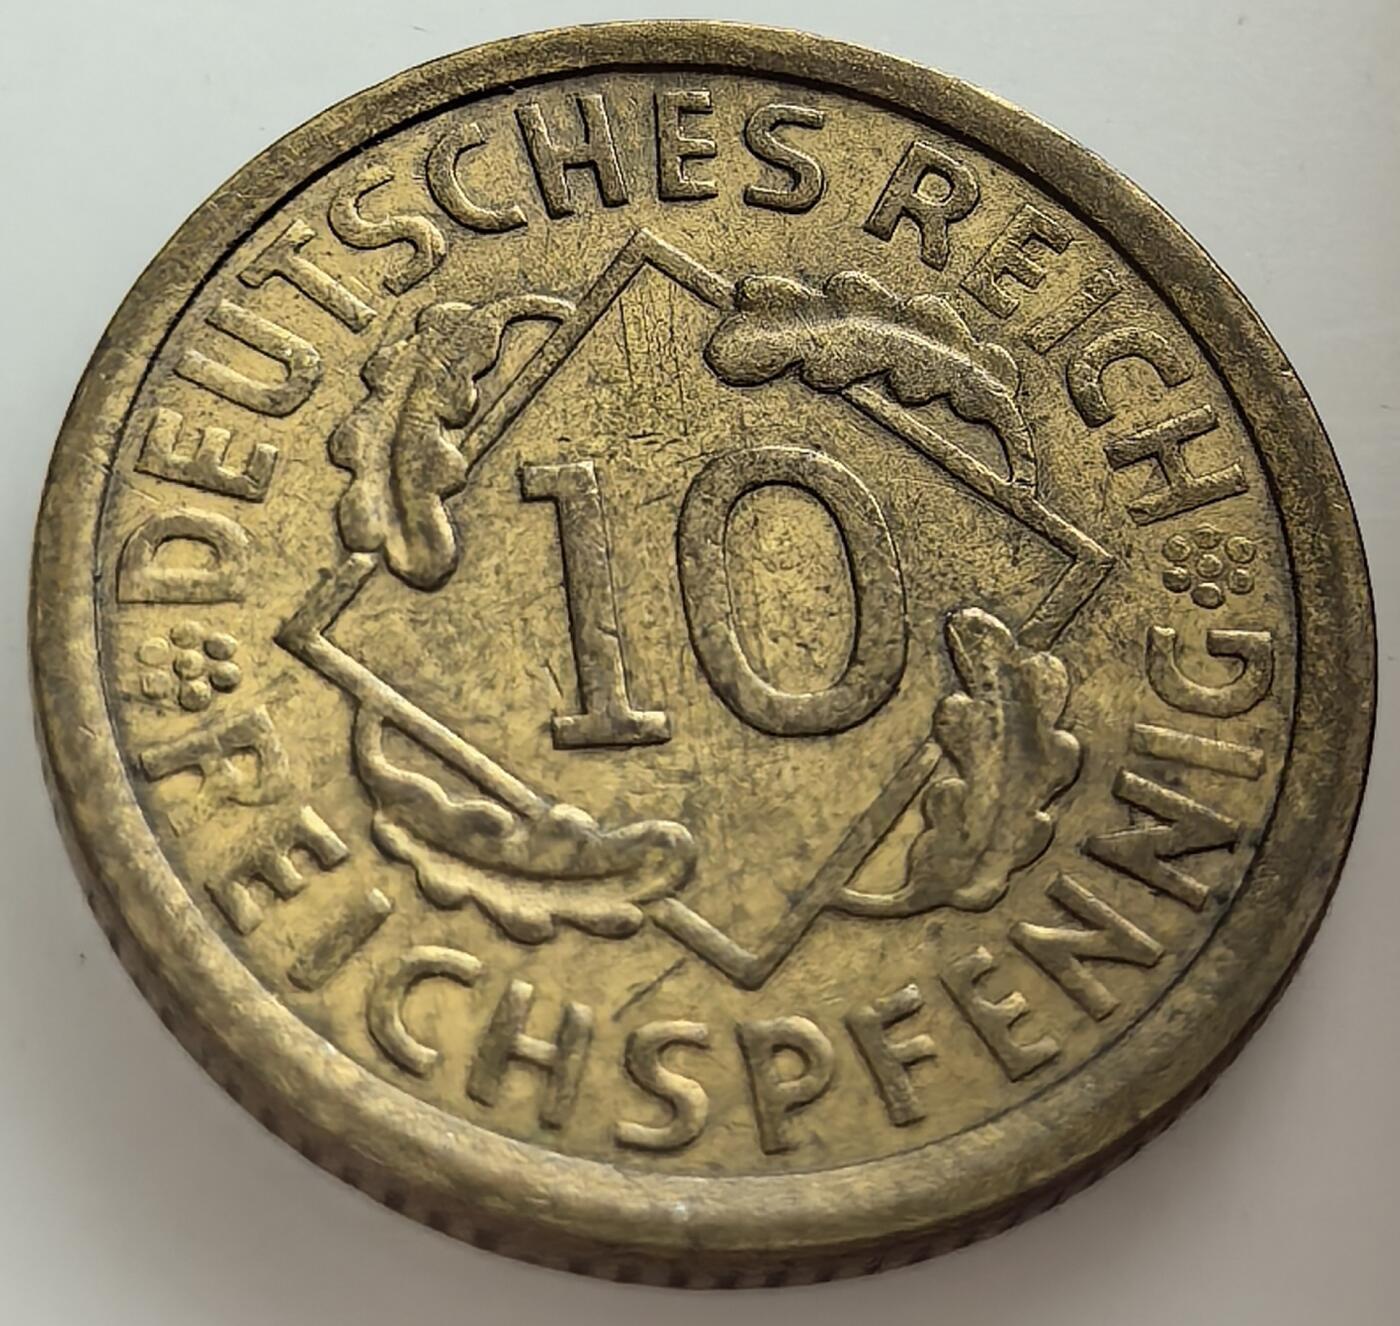 DEUTSCHES REICH
10
REICHSPFENNIG